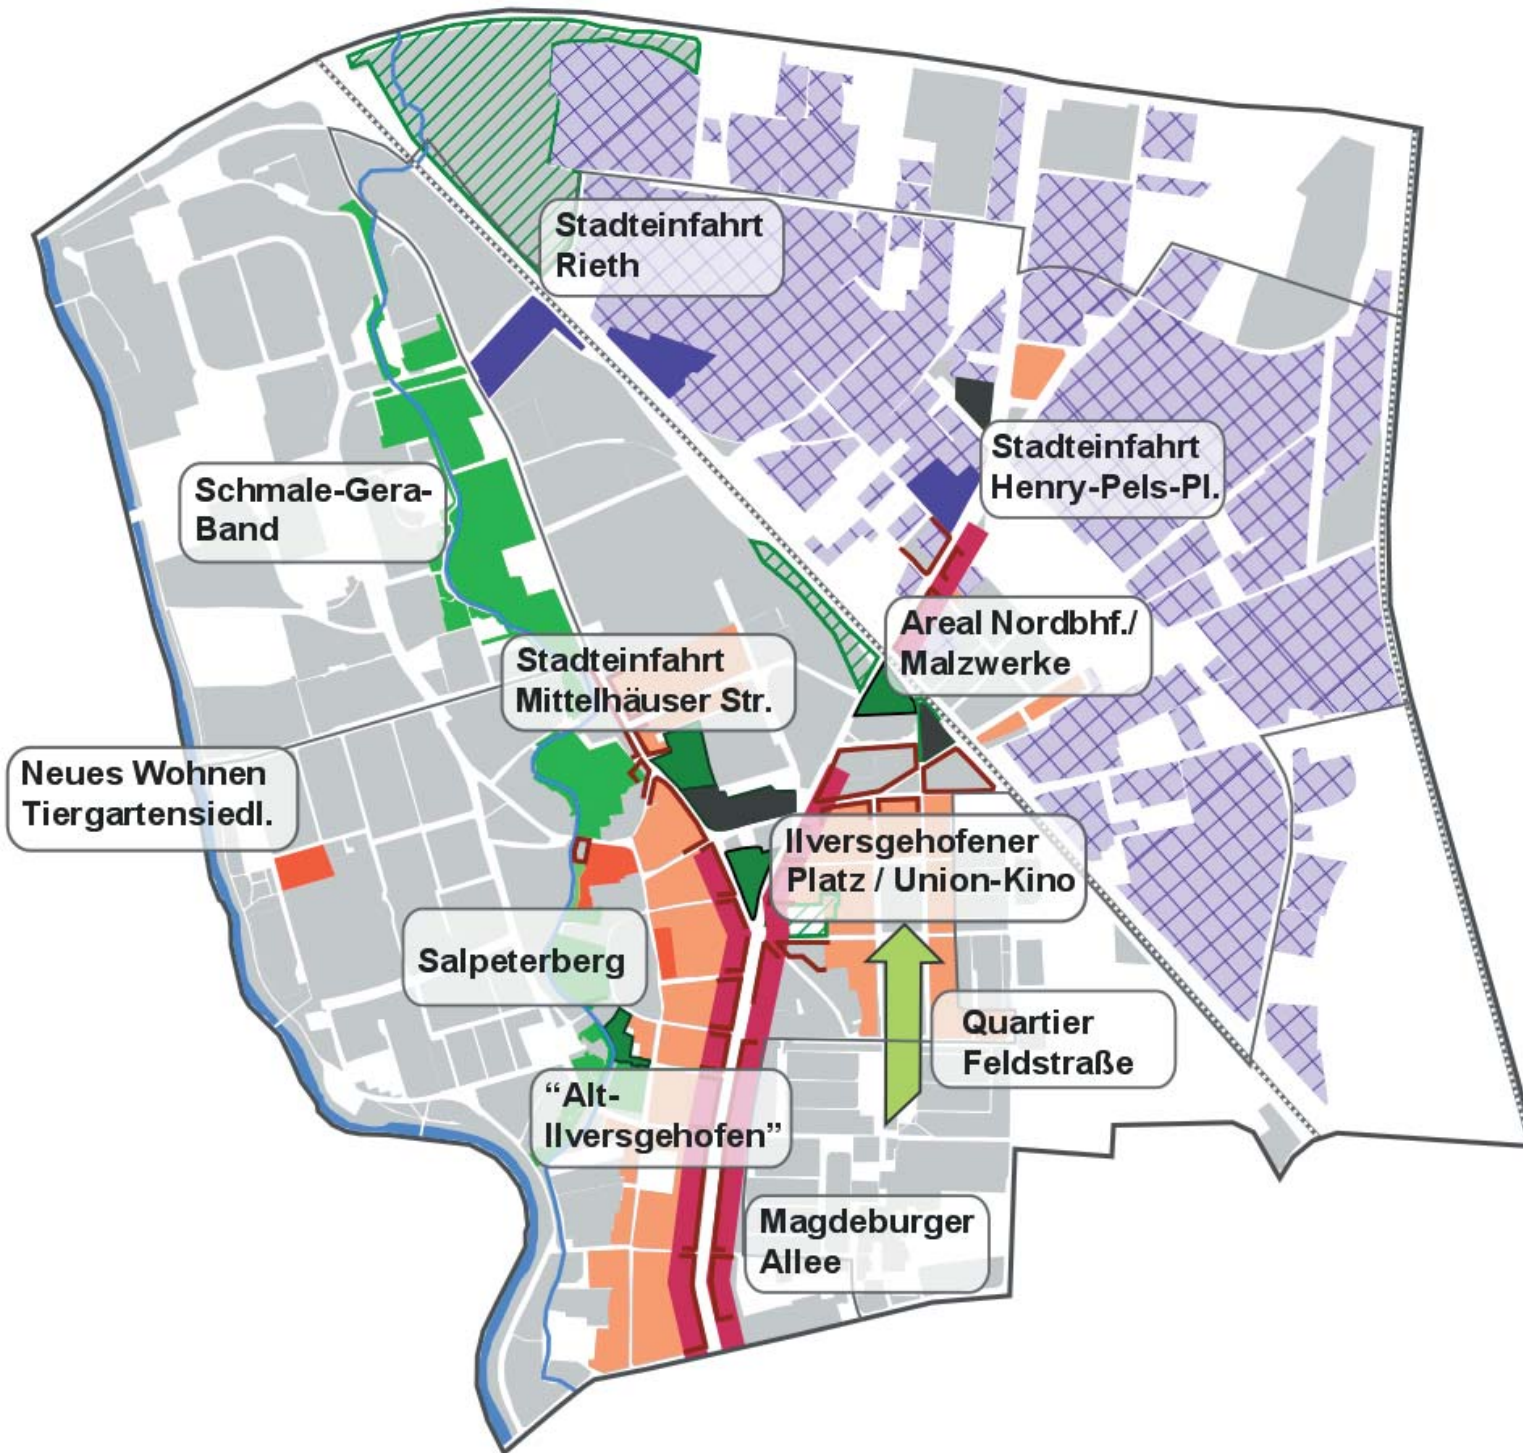 Stadteinfahrt
Rieth
Stadteinfahrt
Henry-Pels-Pl.
Schmale-Gera-
Band
Areal Nordbhf./
Malzwerke
Stadteinfahrt
Mittelhäuser Str.
Neues Wohnen
Tiergartensiedl.
Ilversgehofener
Platz / Union-Kino
Salpeterberg
Quartier
Feldstraße
“Alt-
Ilversgehofen”
Magdeburger
Allee